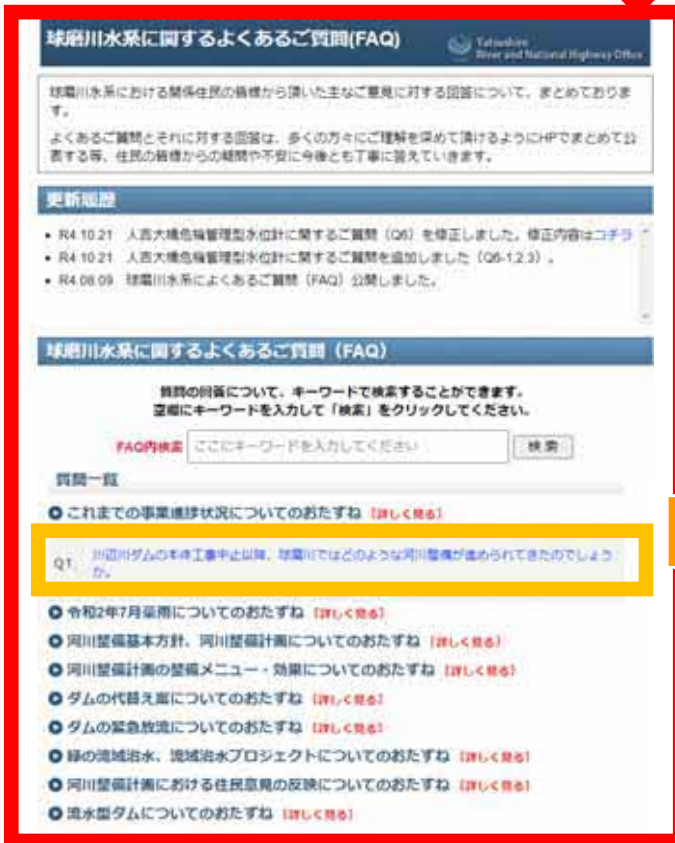 球磨川水系に関するよくあるご質問(FAQ)
Yatsushiro
River and National Highway Office
球磨川水系における関係住民の皆様から頂いた主なご意見に対する回答について、まとめておりま
す。
よくあるご質問とそれに対する回答は、多くの方々にご理解を深めて頂けるようにHPでまとめて公
表する等、住民の皆様からの疑問や不安に今後とも丁寧に答えていきます。
更新履歴
• R4.10.21 人吉大橋危機管理型水位計に関するご質問（Q6）を修正しました。修正内容はコチラ
• R4.10.21 人吉大橋危機管理型水位計に関するご質問を追加しました（Q6-1,2,3）。
• R4.08.09 球磨川水系によくあるご質問（FAQ）公開しました。
球磨川水系に関するよくあるご質問（FAQ）
質問の回答について、キーワードで検索することができます。
空欄にキーワードを入力して「検索」をクリックしてください。
FAQ内検索 ここにキーワードを入力してください 検索
質問一覧
これまでの事業進捗状況についてのおたずね [詳しく見る]
Q1. 川辺川ダムの本体工事中止以降、球磨川ではどのような河川整備が進められてきたのでしょう
か。
令和2年7月豪雨についてのおたずね [詳しく見る]
河川整備基本方針、河川整備計画についてのおたずね [詳しく見る]
河川整備計画の整備メニュー・効果についてのおたずね [詳しく見る]
ダムの代替え案についてのおたずね [詳しく見る]
ダムの緊急放流についてのおたずね [詳しく見る]
緑の流域治水、流域治水プロジェクトについてのおたずね [詳しく見る]
河川整備計画における住民意見の反映についてのおたずね [詳しく見る]
流水型ダムについてのおたずね [詳しく見る]